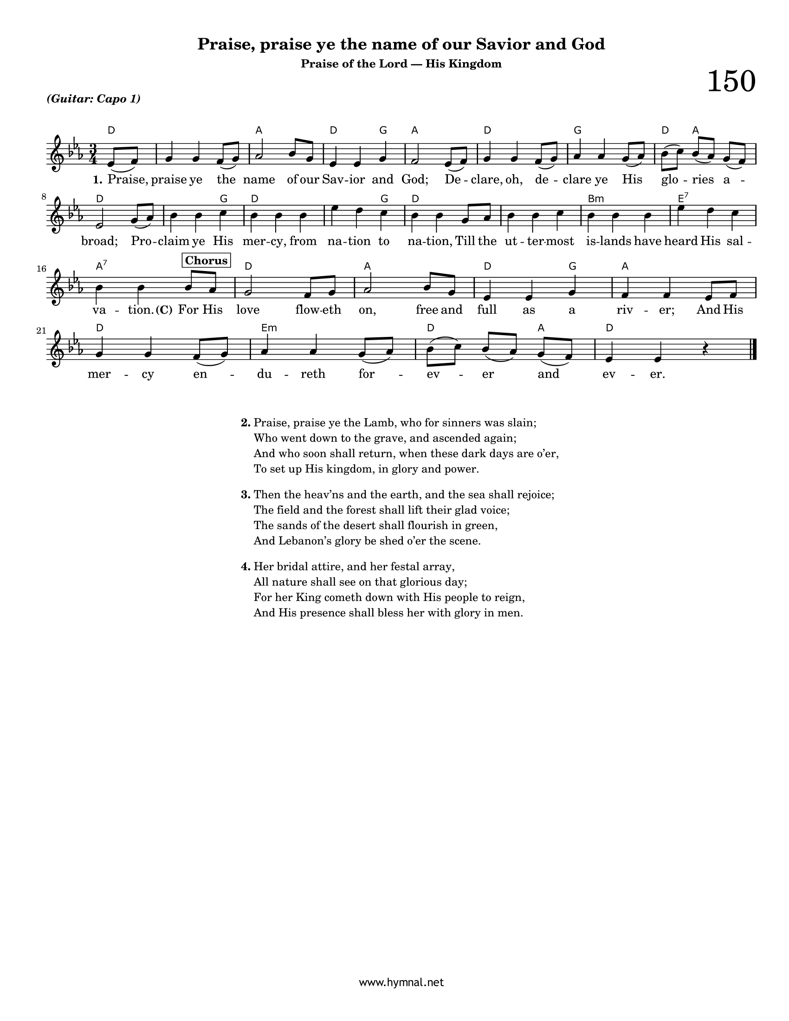 Praise, praise ye the name of our Savior and God
Praise of the Lord — His Kingdom
150
(Guitar: Capo 1)
D A D G A D G D A
3 4
1. Praise, praise ye the name of our Sav - ior and God; De - clare, oh, de - clare ye His glo - ries a -
8 D G D G D Bm E7
broad; Pro - claim ye His mer - cy, from na - tion to na - tion, Till the ut - ter - most is - lands have heard His sal -
16 A7 Chorus D A D G A
va - tion. (C) For His love flow - eth on, free and full as a riv - er; And His
21 D Em D A D
mer - cy en - du - reth for - ev - er and ev - er.
2. Praise, praise ye the Lamb, who for sinners was slain;
Who went down to the grave, and ascended again;
And who soon shall return, when these dark days are o’er,
To set up His kingdom, in glory and power.
3. Then the heav’ns and the earth, and the sea shall rejoice;
The field and the forest shall lift their glad voice;
The sands of the desert shall flourish in green,
And Lebanon’s glory be shed o’er the scene.
4. Her bridal attire, and her festal array,
All nature shall see on that glorious day;
For her King cometh down with His people to reign,
And His presence shall bless her with glory in men.
www.hymnal.net